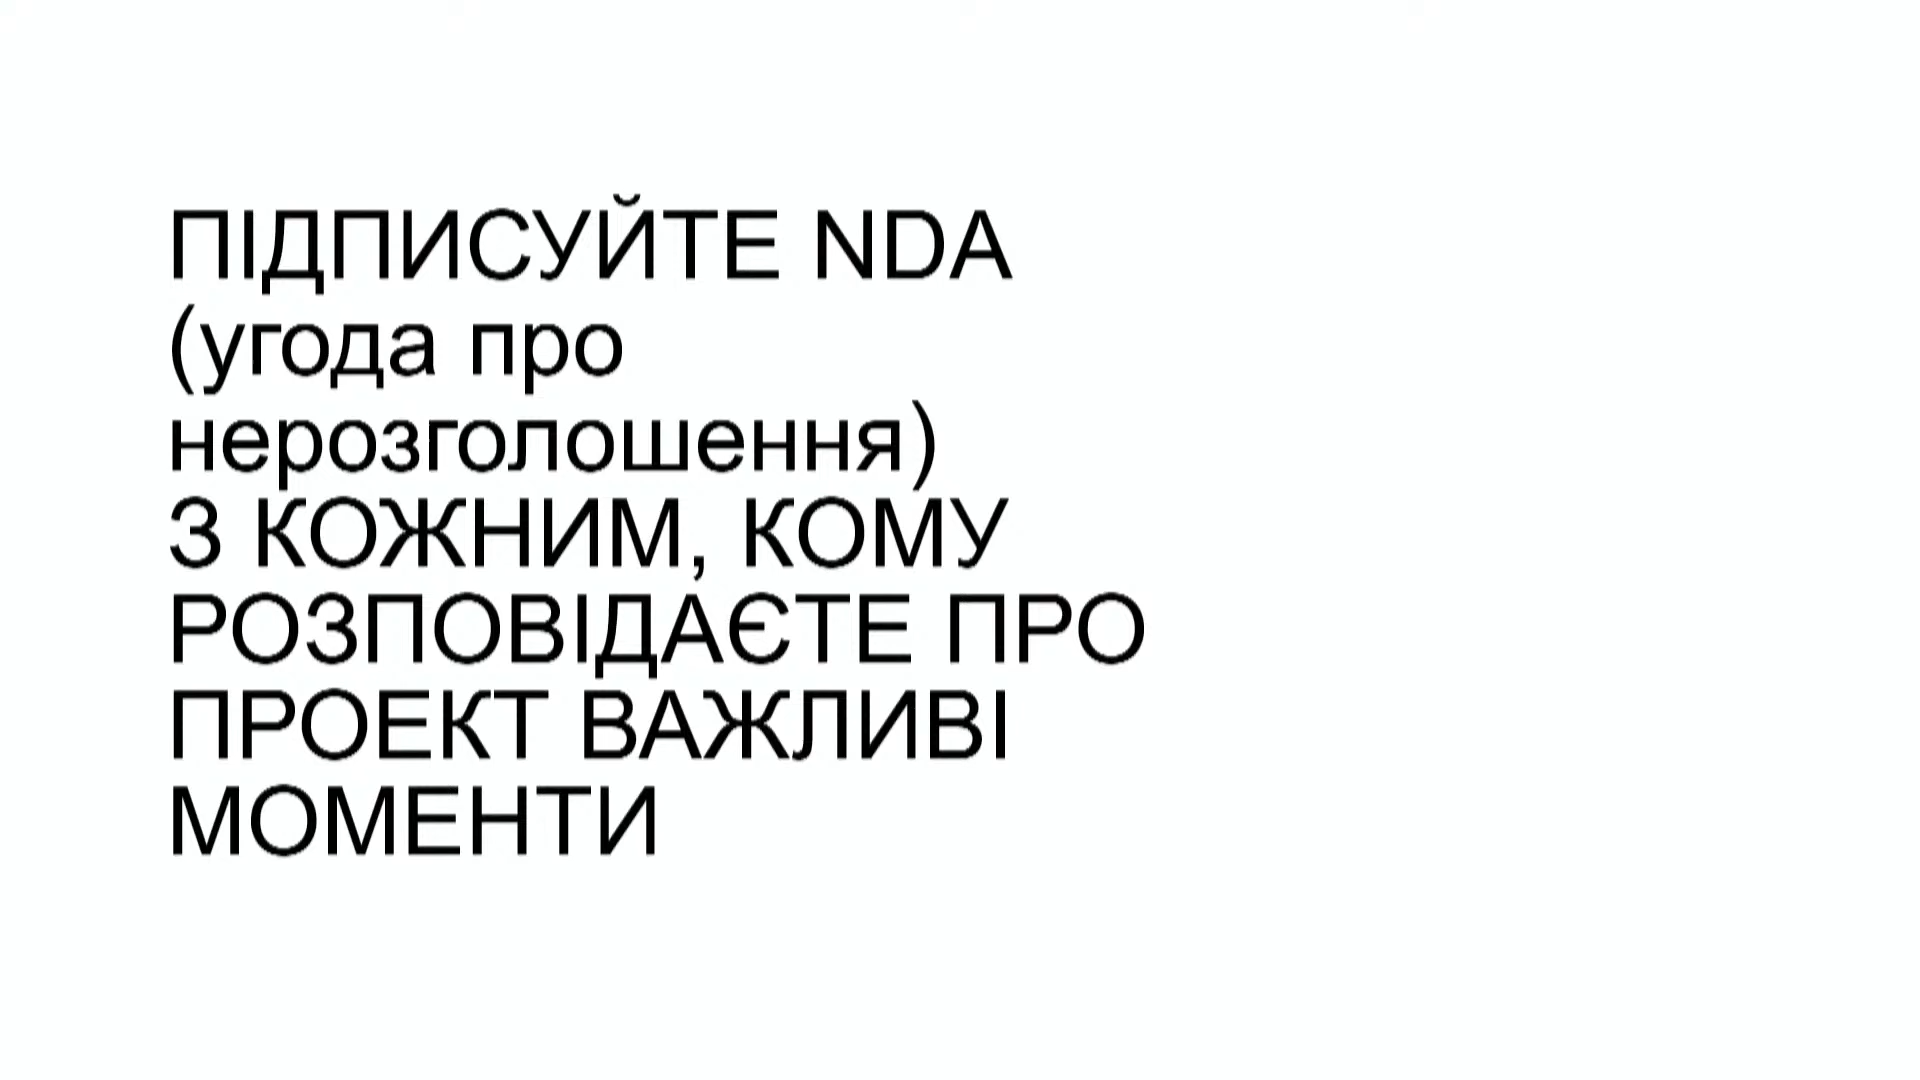 ПІДПИСУЙТЕ NDA
(угода про
нерозголошення)
З КОЖНИМ, КОМУ
РОЗПОВІДАЄТЕ ПРО
ПРОЕКТ ВАЖЛИВІ
МОМЕНТИ